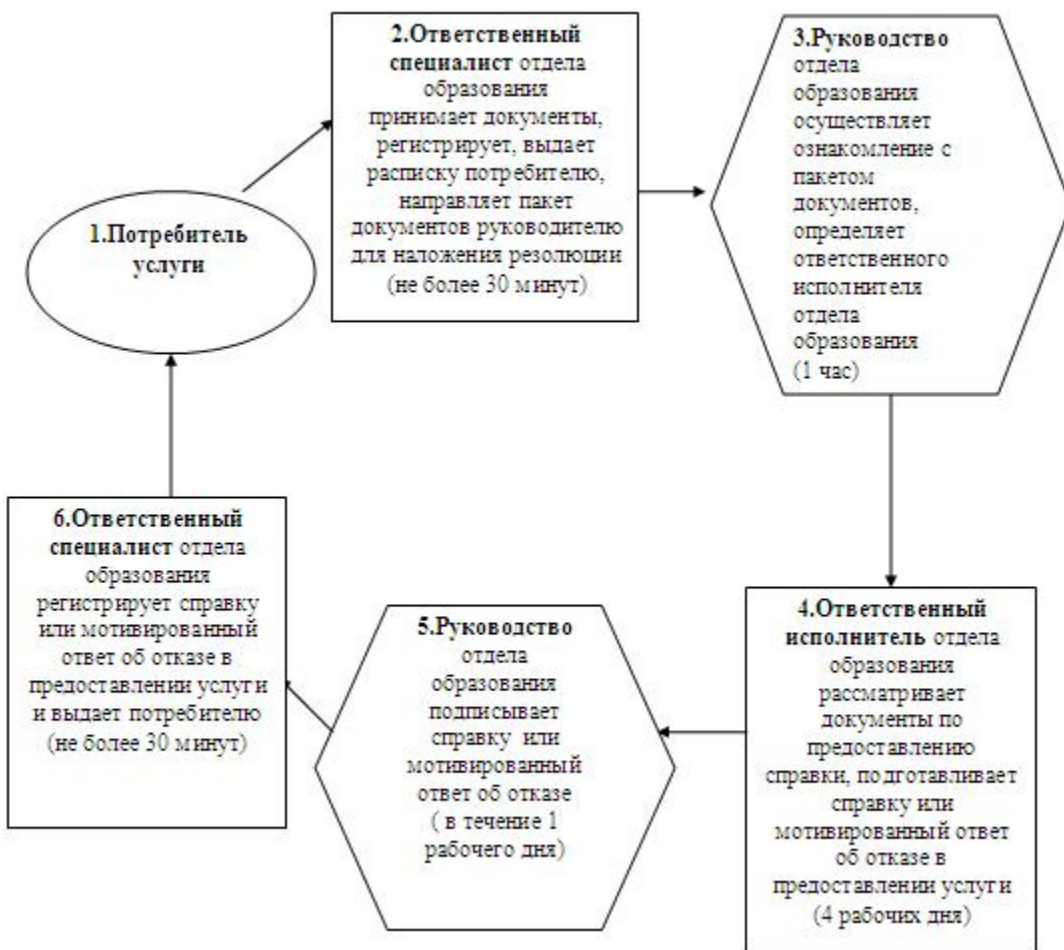 1.Потребитель
услуги
2.Ответственный
специалист отдела
образования
принимает документы,
регистрирует, выдает
расписку потребителю,
направляет пакет
документов руководителю
для наложения резолюции
(не более 30 минут)
3.Руководство
отдела
образования
осуществляет
ознакомление с
пакетом
документов,
определяет
ответственного
исполнителя
отдела
образования
(1 час)
4.Ответственный
исполнитель отдела
образования
рассматривает
документы по
предоставлению
справки, подготавливает
справку или
мотивированный ответ
об отказе в
предоставлении услуги
(4 рабочих дня)
5.Руководство
отдела
образования
подписывает
справку или
мотивированный
ответ об отказе
( в течение 1
рабочего дня)
6.Ответственный
специалист отдела
образования
регистрирует справку
или мотивированный
ответ об отказе в
предоставлении услуги
и выдает потребителю
(не более 30 минут)